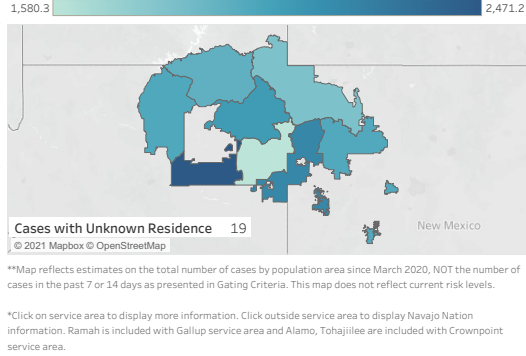 1,580.3 2,471.2
New Mexico
Cases with Unknown Residence 19
© 2021 Mapbox © OpenStreetMap
**Map reflects estimates on the total number of cases by population area since March 2020, NOT the number of
cases in the past 7 or 14 days as presented in Gating Criteria. This map does not reflect current risk levels.
*Click on service area to display more information. Click outside service area to display Navajo Nation
information. Ramah is included with Gallup service area and Alamo, Tohajiilee are included with Crownpoint
service area.